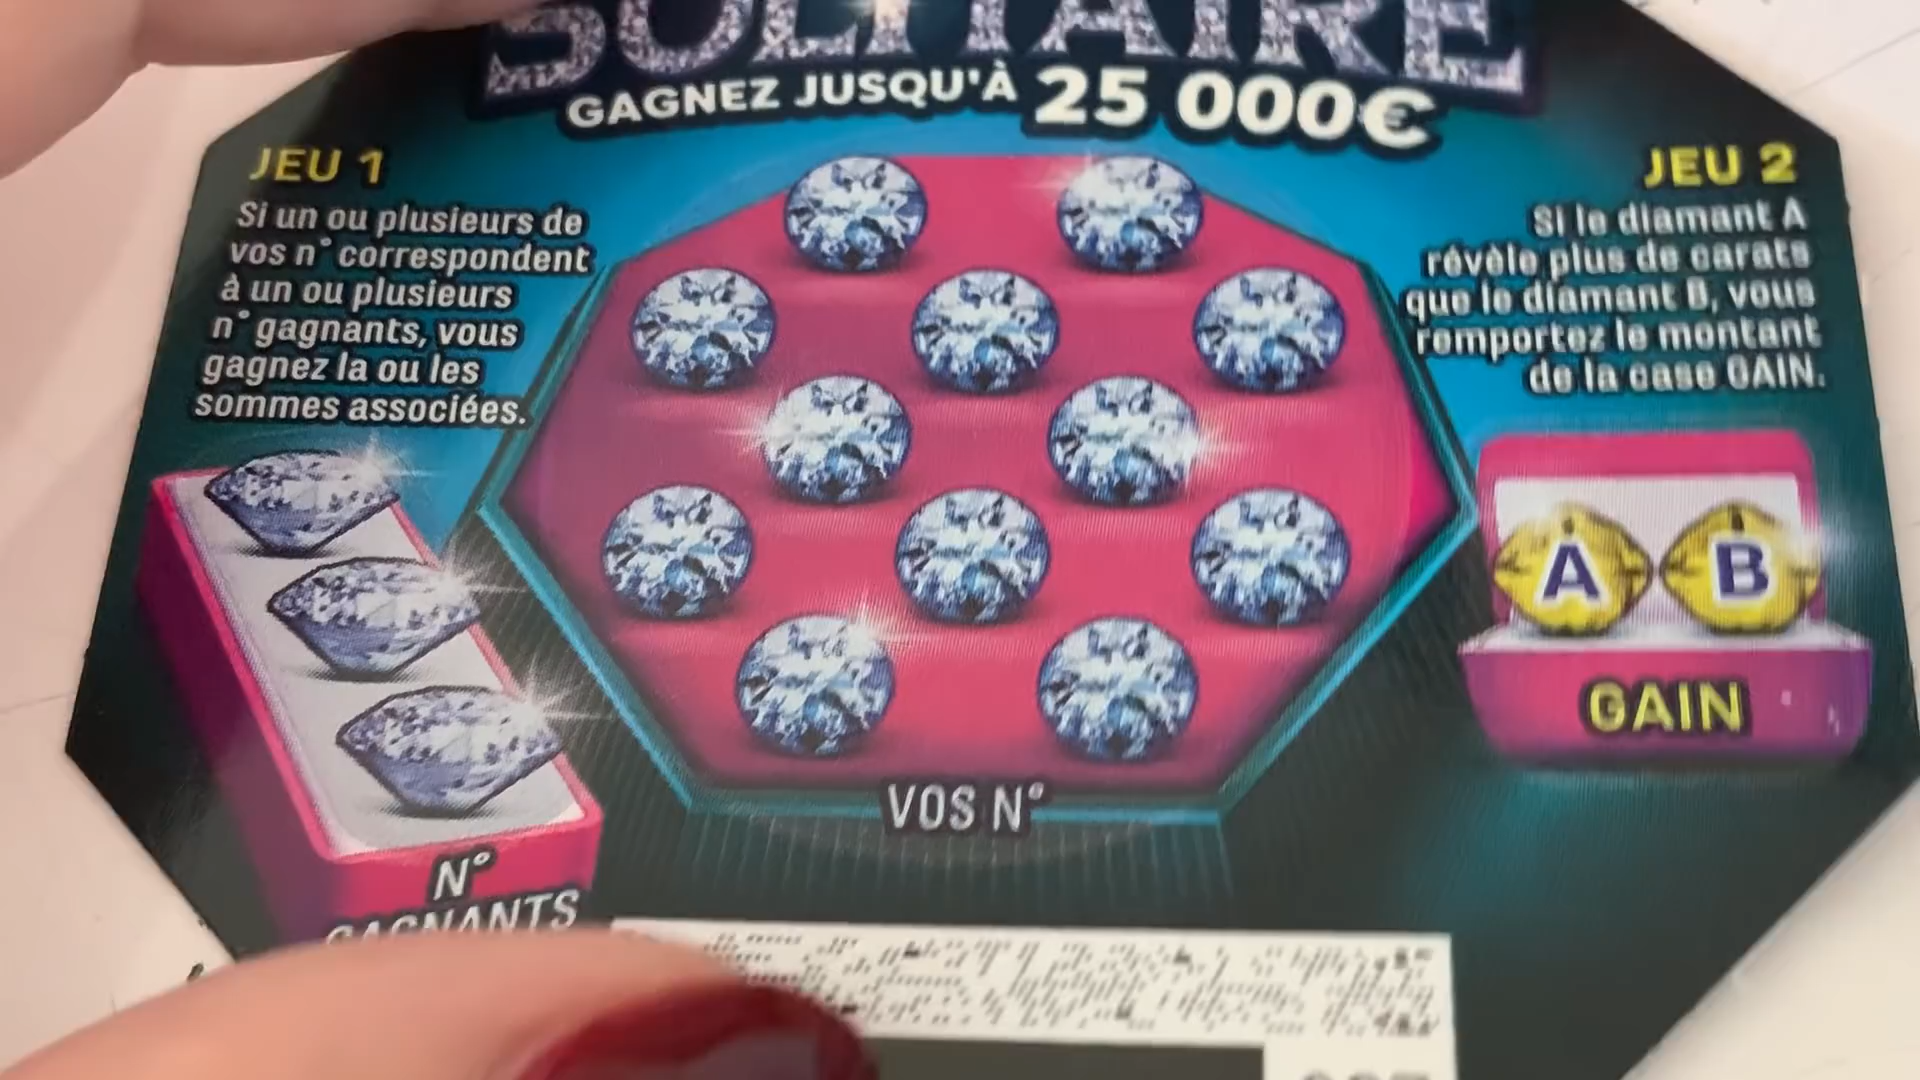 SOLITAIRE
GAGNEZ JUSQU'À 25 000€
JEU 1
Si un ou plusieurs de
vos n° correspondent
à un ou plusieurs
n° gagnants, vous
gagnez la ou les
sommes associées.
JEU 2
Si le diamant A
révèle plus de carats
que le diamant B, vous
remportez le montant
de la case GAIN.
A B
GAIN
VOS N°
N°
GAGNANTS